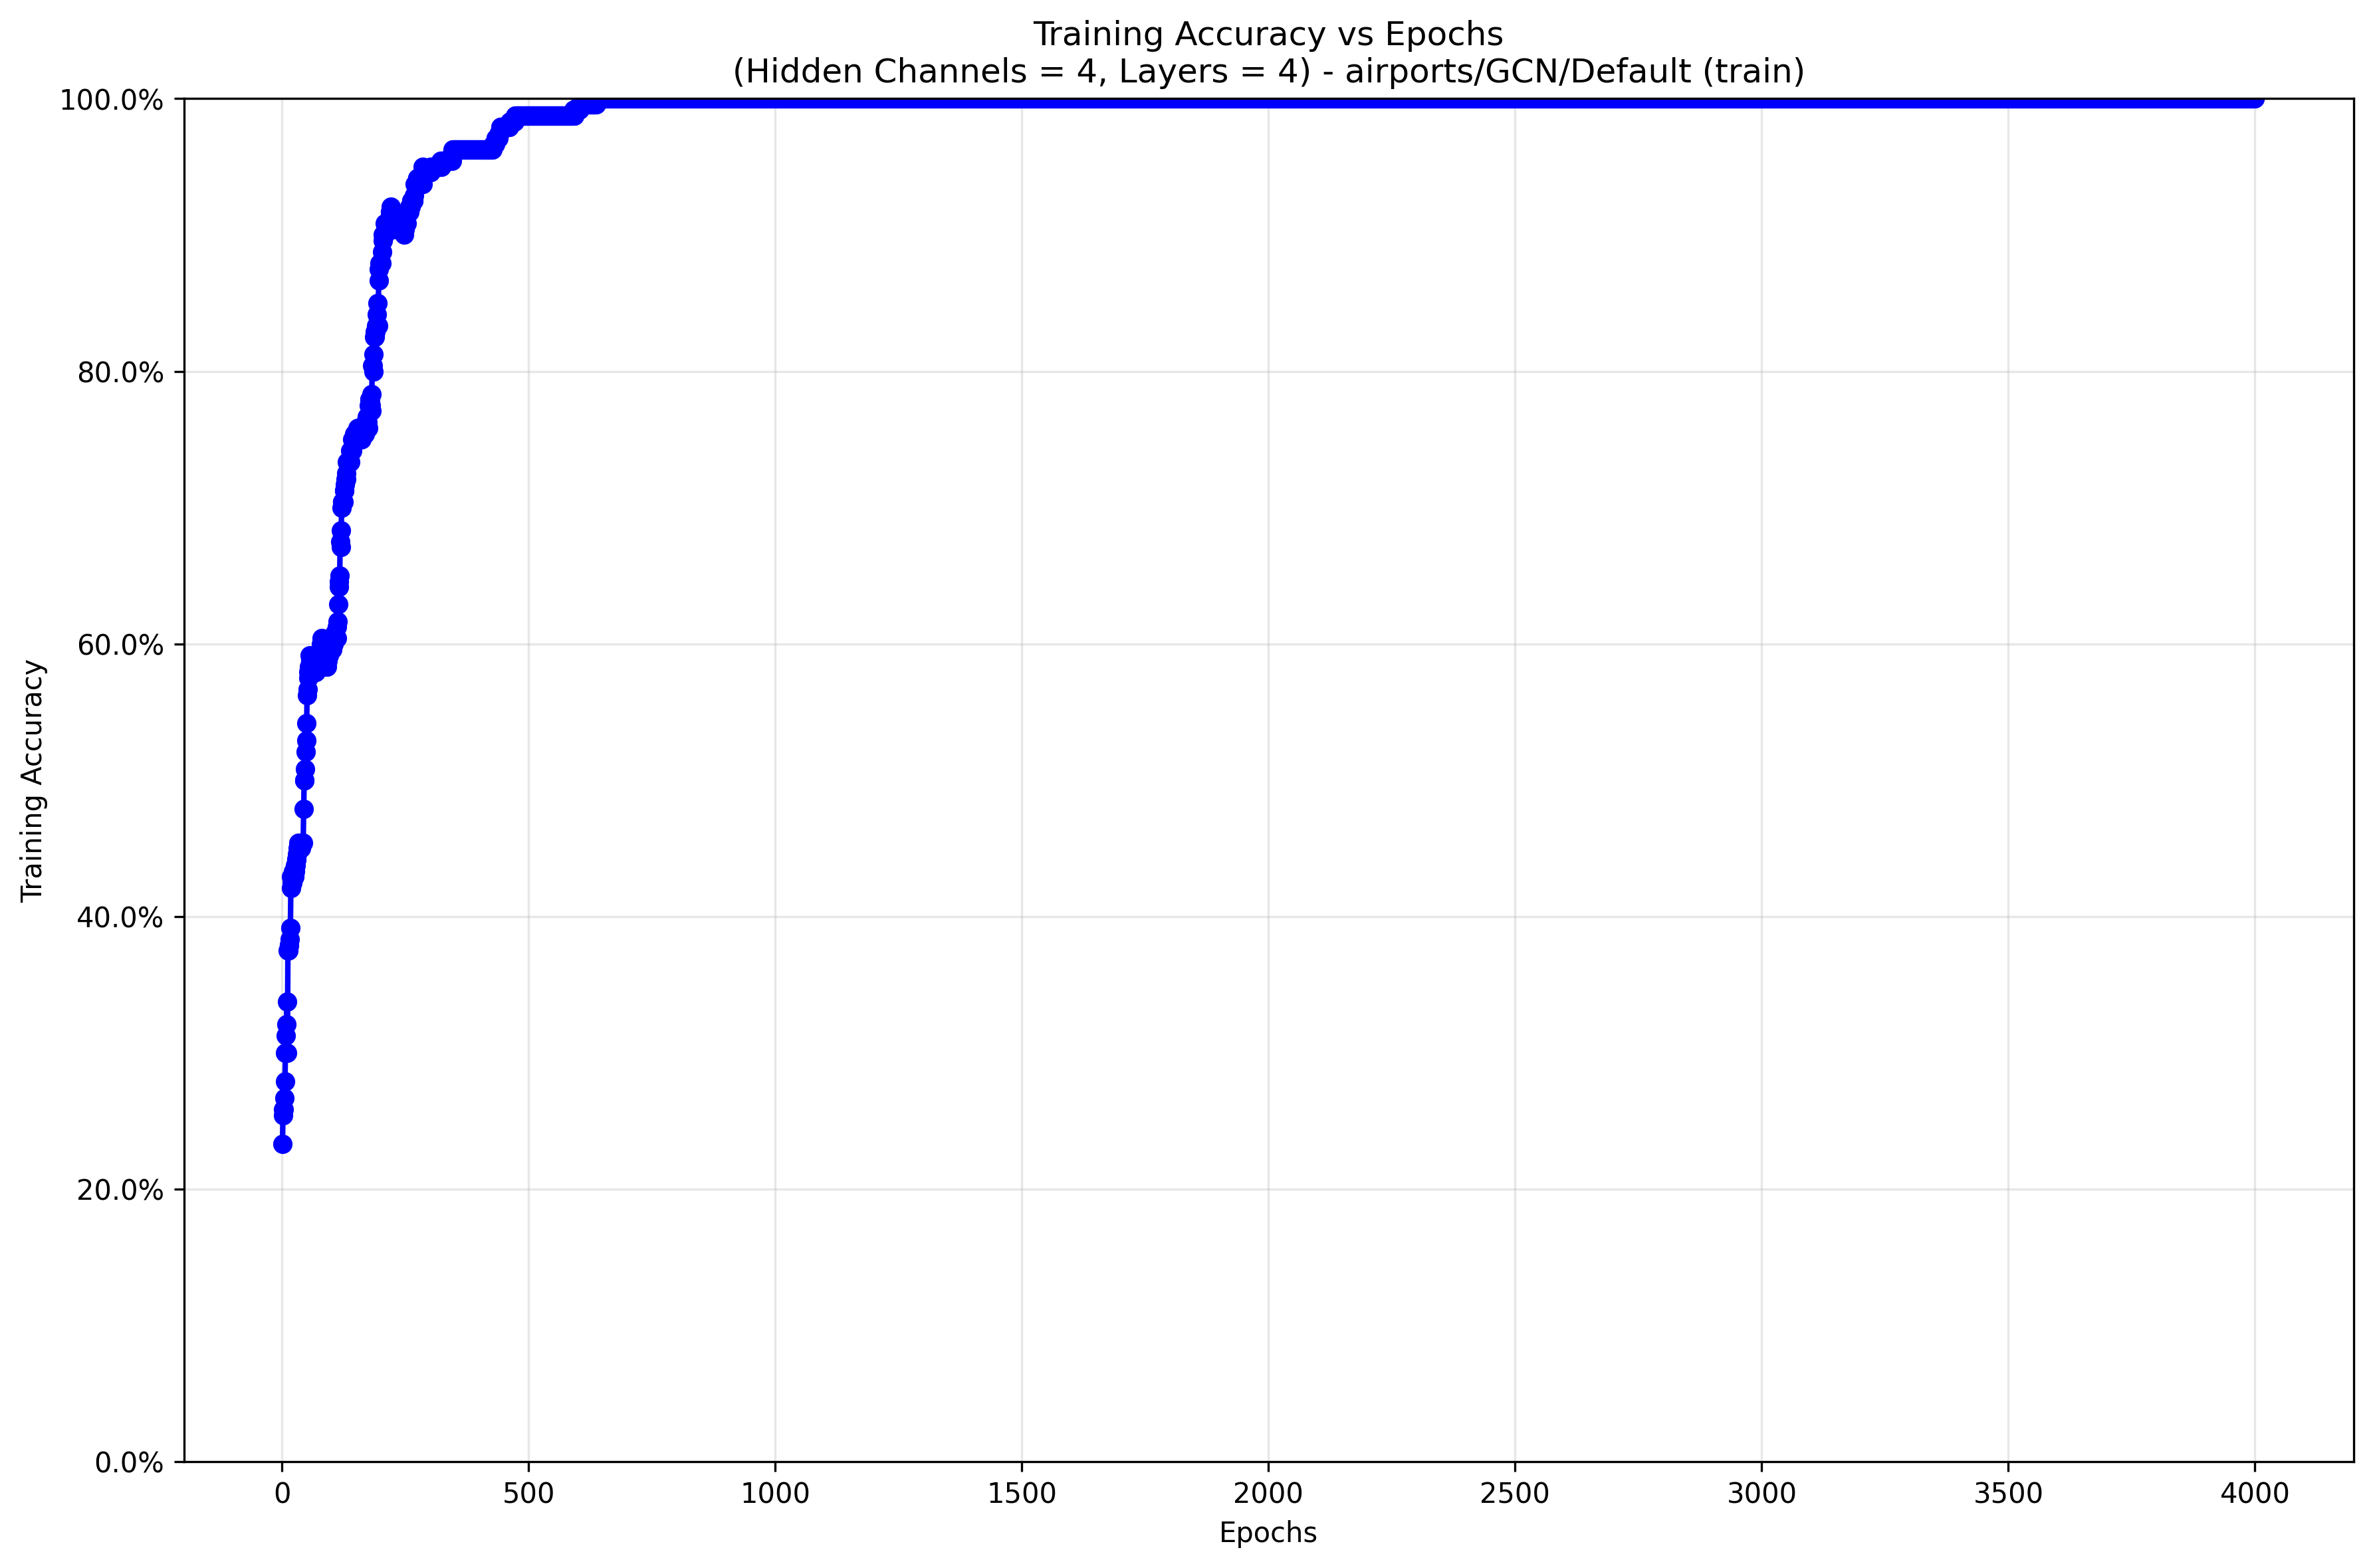 Training Accuracy vs Epochs
(Hidden Channels = 4, Layers = 4) - airports/GCN/Default (train)
100.0%
80.0%
60.0%
40.0%
20.0%
0.0%
Training Accuracy
0 500 1000 1500 2000 2500 3000 3500 4000
Epochs